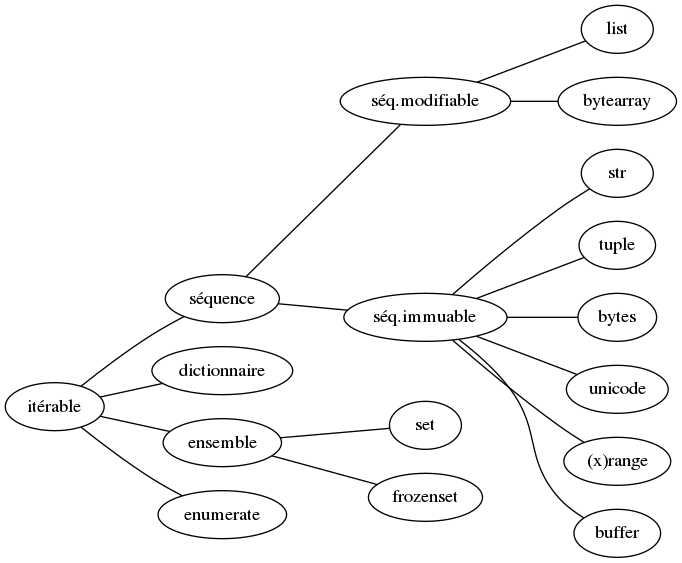 list
séq.modifiable
bytearray
str
tuple
séquence
séq.immuable
bytes
dictionnaire
unicode
itérable
set
ensemble
(x)range
frozenset
enumerate
buffer